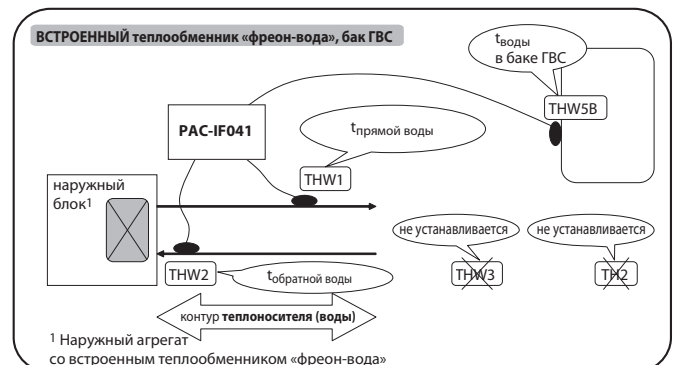 ВСТРОЕННЫЙ теплообменник «фреон-вода», бак ГВС
tводы
в баке ГВС
THW5B
PAC-IF041
tпрямой воды
THW1
наружный
блок1
не устанавливается
не устанавливается
THW3
TH2
THW2
tобратной воды
контур теплоносителя (воды)
1 Наружный агрегат
со встроенным теплообменником «фреон-вода»